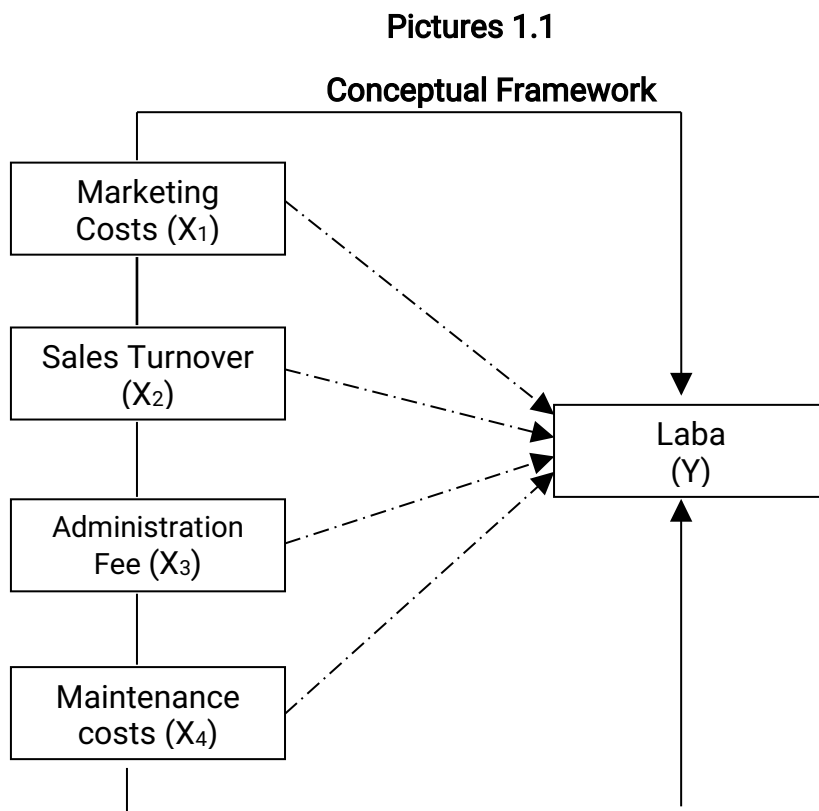 Pictures 1.1
Conceptual Framework
Marketing
Costs (X₁)
Sales Turnover
(X₂)
Administration
Fee (X₃)
Maintenance
costs (X₄)
Laba
(Y)